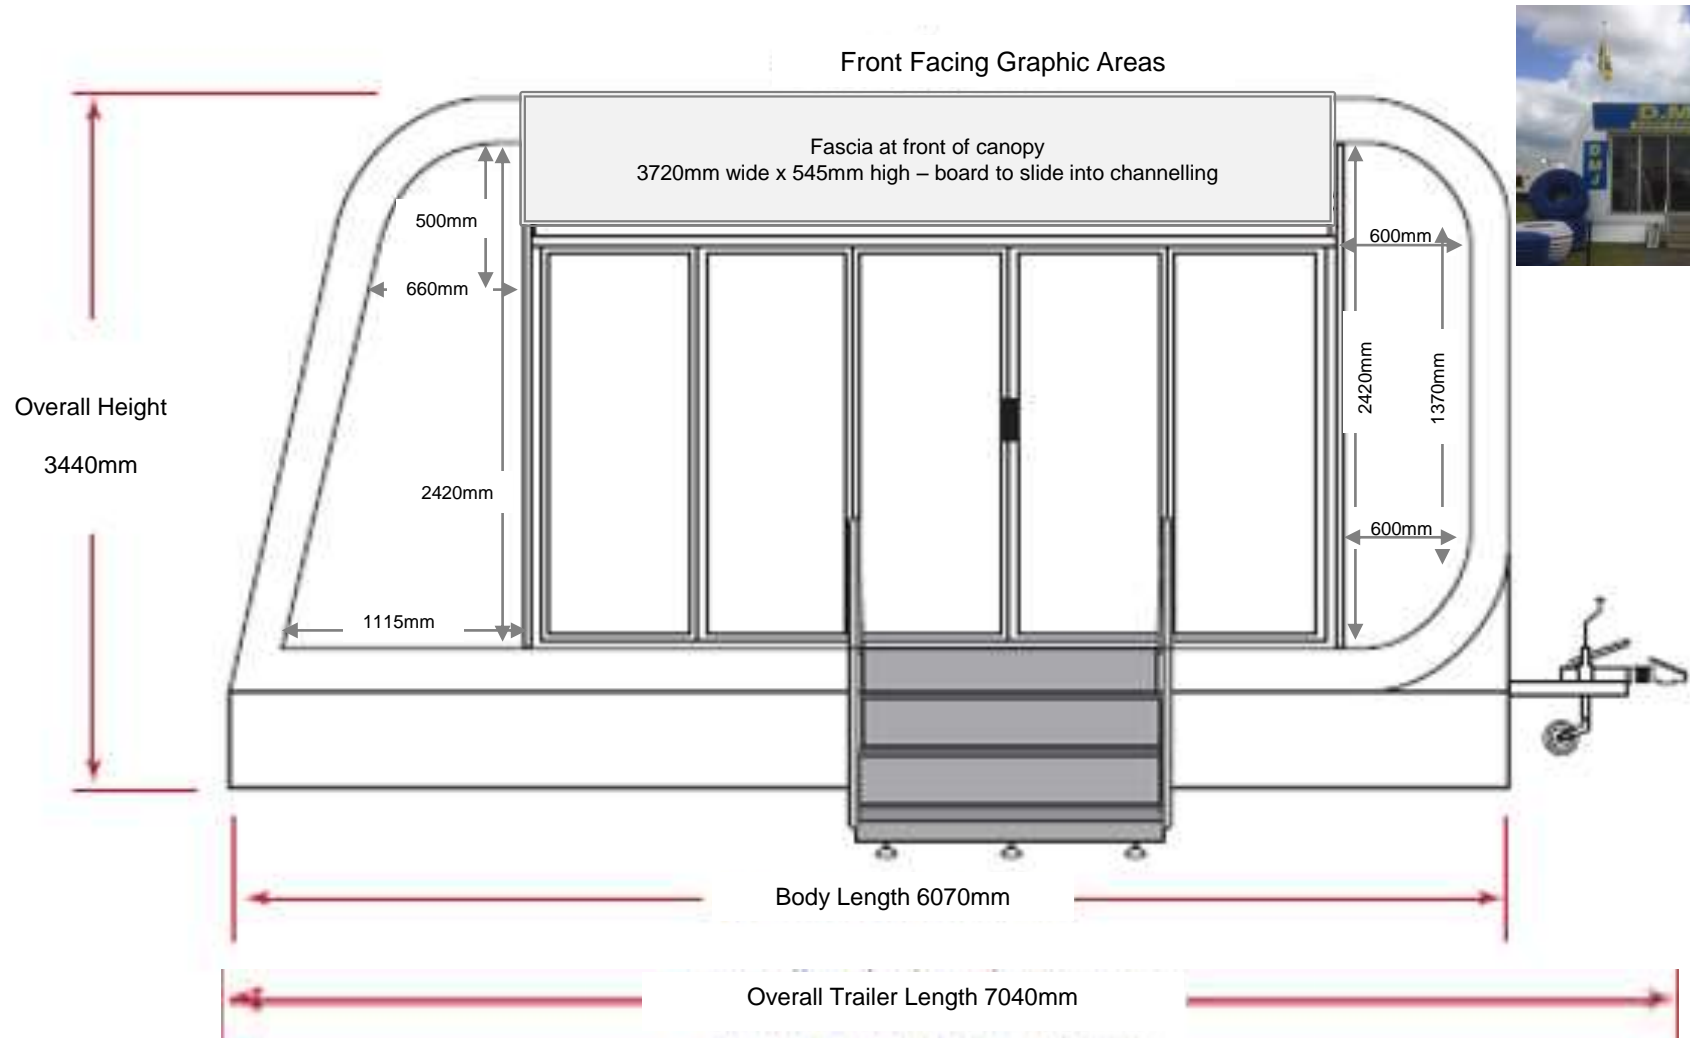 Front Facing Graphic Areas
Fascia at front of canopy
3720mm wide x 545mm high – board to slide into channelling
D.M
D
M
500mm
600mm
660mm
Overall Height
3440mm
2420mm
1370mm
2420mm
600mm
1115mm
Body Length 6070mm
Overall Trailer Length 7040mm